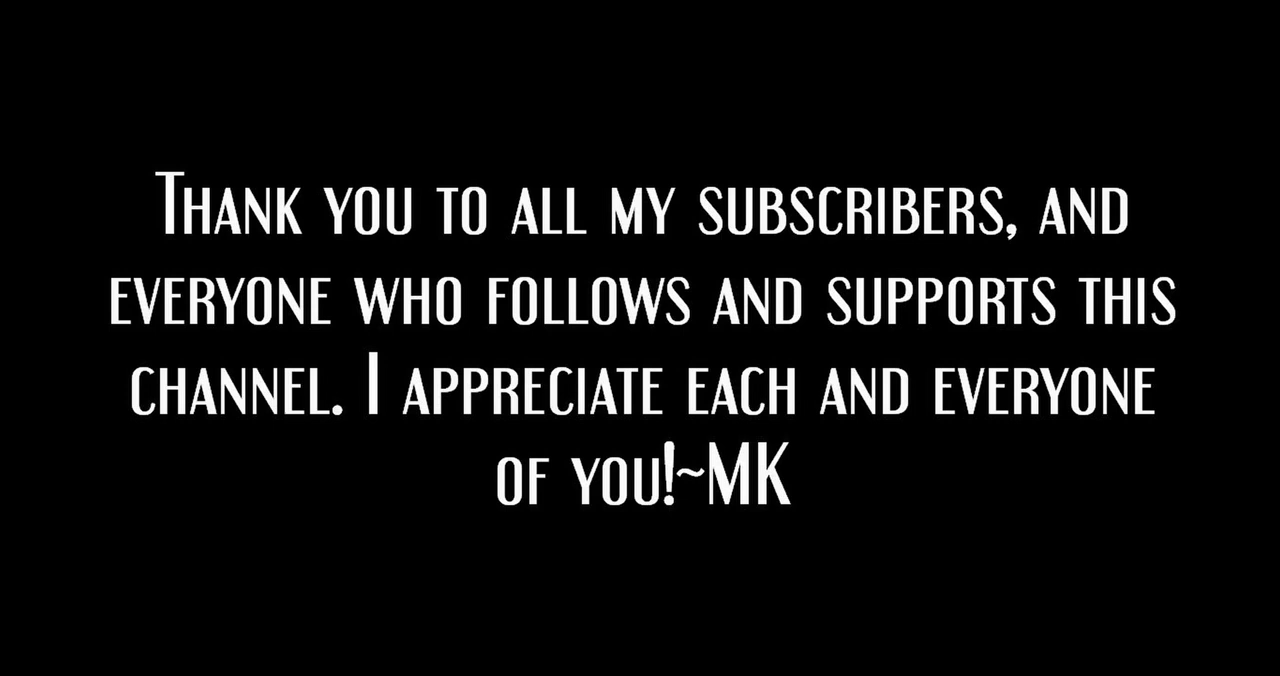 Thank you to all my subscribers, and
everyone who follows and supports this
channel. I appreciate each and everyone
of you!~MK